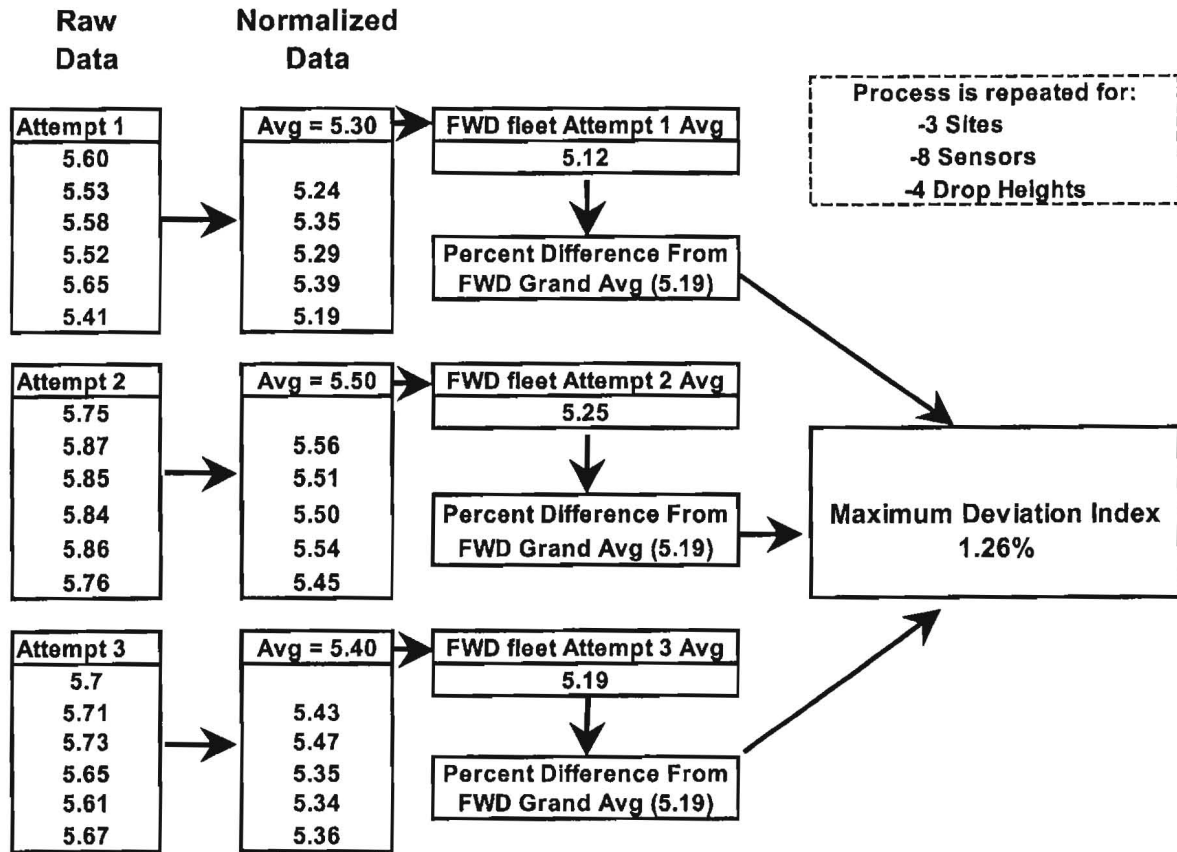 Raw
Data
Normalized
Data
Process is repeated for:
-3 Sites
-8 Sensors
-4 Drop Heights
Attempt 1
5.60
5.53
5.58
5.52
5.65
5.41
Avg = 5.30
5.24
5.35
5.29
5.39
5.19
FWD fleet Attempt 1 Avg
5.12
Percent Difference From
FWD Grand Avg (5.19)
Attempt 2
5.75
5.87
5.85
5.84
5.86
5.76
Avg = 5.50
5.56
5.51
5.50
5.54
5.45
FWD fleet Attempt 2 Avg
5.25
Percent Difference From
FWD Grand Avg (5.19)
Maximum Deviation Index
1.26%
Attempt 3
5.7
5.71
5.73
5.65
5.61
5.67
Avg = 5.40
5.43
5.47
5.35
5.34
5.36
FWD fleet Attempt 3 Avg
5.19
Percent Difference From
FWD Grand Avg (5.19)